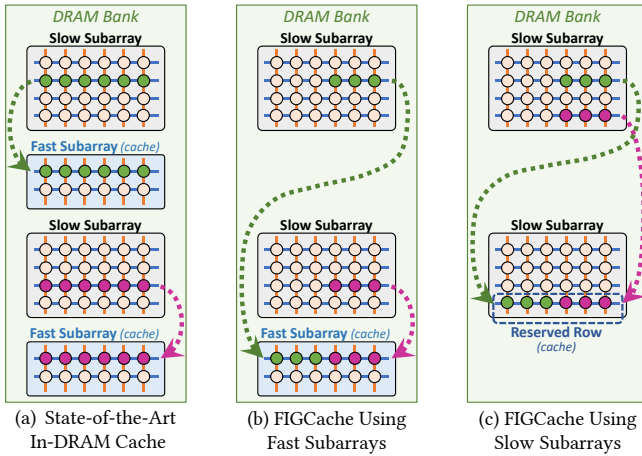 DRAM Bank
Slow Subarray
Fast Subarray (cache)
Slow Subarray
Fast Subarray (cache)
(a) State-of-the-Art
In-DRAM Cache
DRAM Bank
Slow Subarray
Slow Subarray
Fast Subarray (cache)
(b) FIGCache Using
Fast Subarrays
DRAM Bank
Slow Subarray
Slow Subarray
Reserved Row
(cache)
(c) FIGCache Using
Slow Subarrays